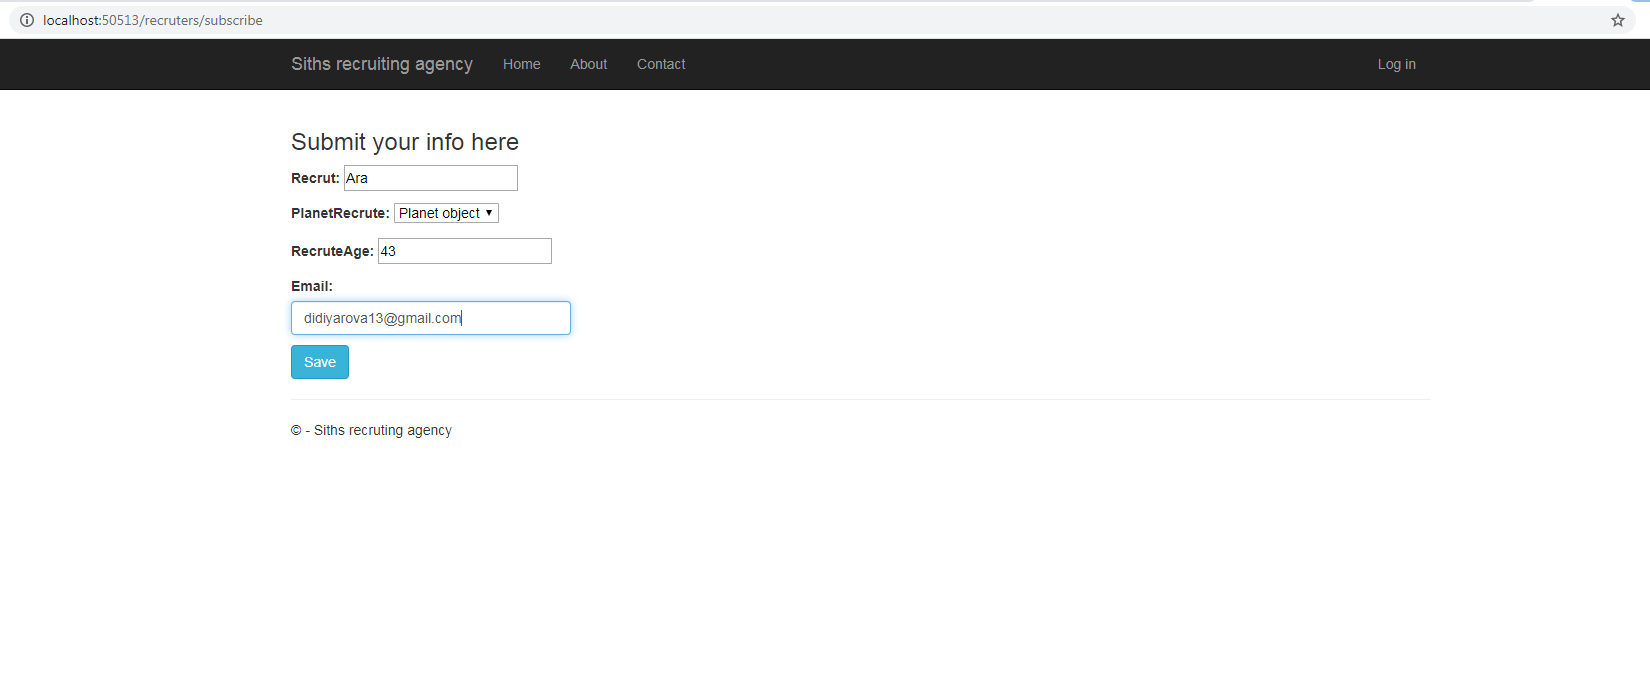 localhost:50513/recruters/subscribe
Siths recruiting agency Home About Contact Log in
Submit your info here
Recrut: Ara
PlanetRecrute: Planet object
RecruteAge: 43
Email:
didiyarova13@gmail.com
Save
© - Siths recruting agency